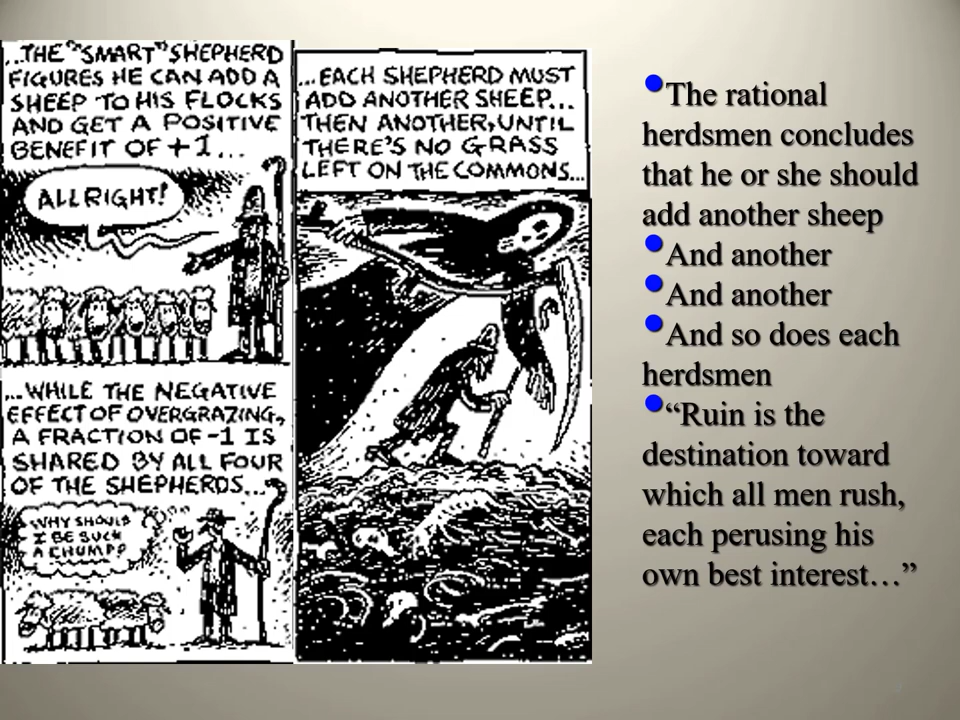 ...THE "SMART" SHEPHERD
FIGURES HE CAN ADD A
SHEEP TO HIS FLOCKS
AND GET A POSITIVE
BENEFIT OF +1...
ALLRIGHT!
...WHILE THE NEGATIVE
EFFECT OF OVERGRAZING,
A FRACTION OF -1 IS
SHARED BY ALL FOUR
OF THE SHEPHERDS...
WHY SHOULD
I BE SUCH
A CHUMP?
...EACH SHEPHERD MUST
ADD ANOTHER SHEEP...
THEN ANOTHER, UNTIL
THERE'S NO GRASS
LEFT ON THE COMMONS...
•The rational
herdsmen concludes
that he or she should
add another sheep
•And another
•And another
•And so does each
herdsmen
•“Ruin is the
destination toward
which all men rush,
each perusing his
own best interest…”